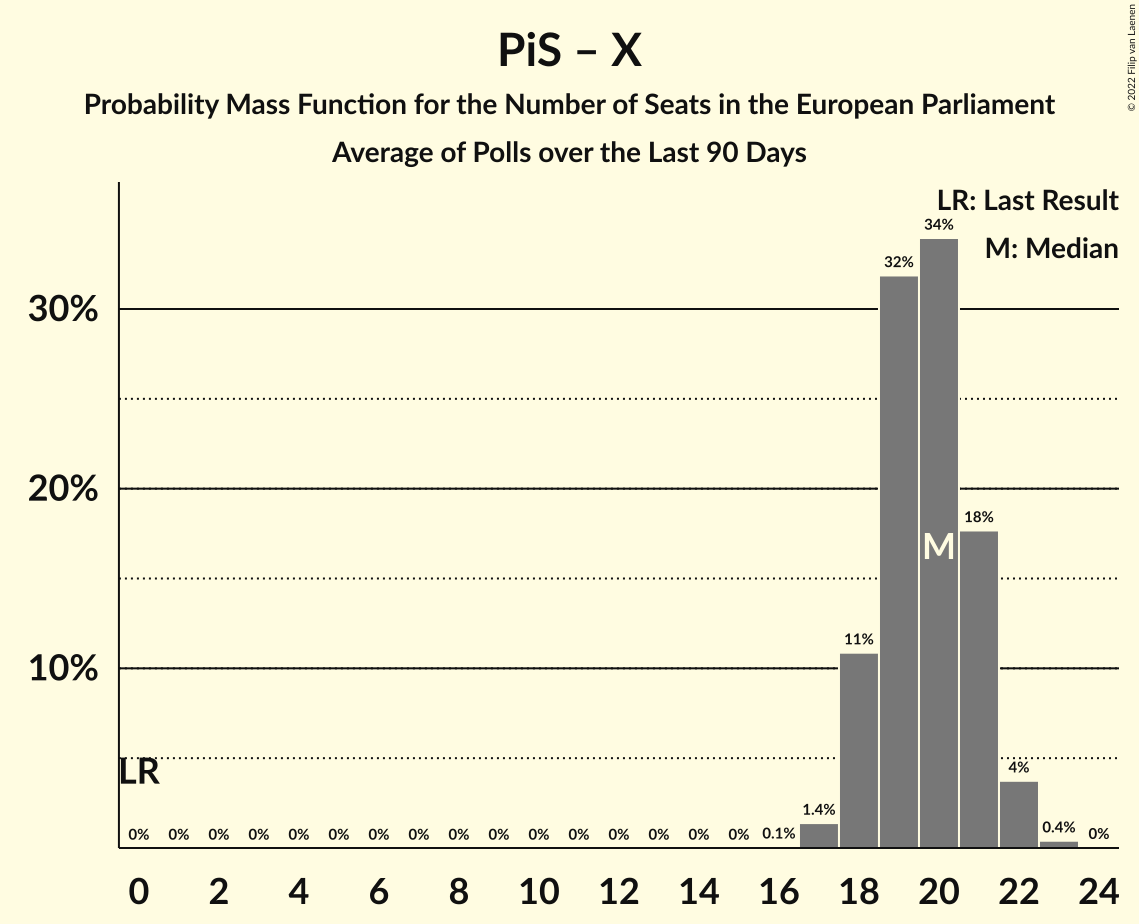 PiS – X
Probability Mass Function for the Number of Seats in the European Parliament
Average of Polls over the Last 90 Days
© 2022 Filip van Laenen
LR: Last Result
M: Median
30%
20%
10%
LR
M
0% 0% 0% 0% 0% 0% 0% 0% 0% 0% 0% 0% 0% 0% 0% 0% 0.1% 1.4% 11% 32% 34% 18% 4% 0.4% 0%
0 2 4 6 8 10 12 14 16 18 20 22 24